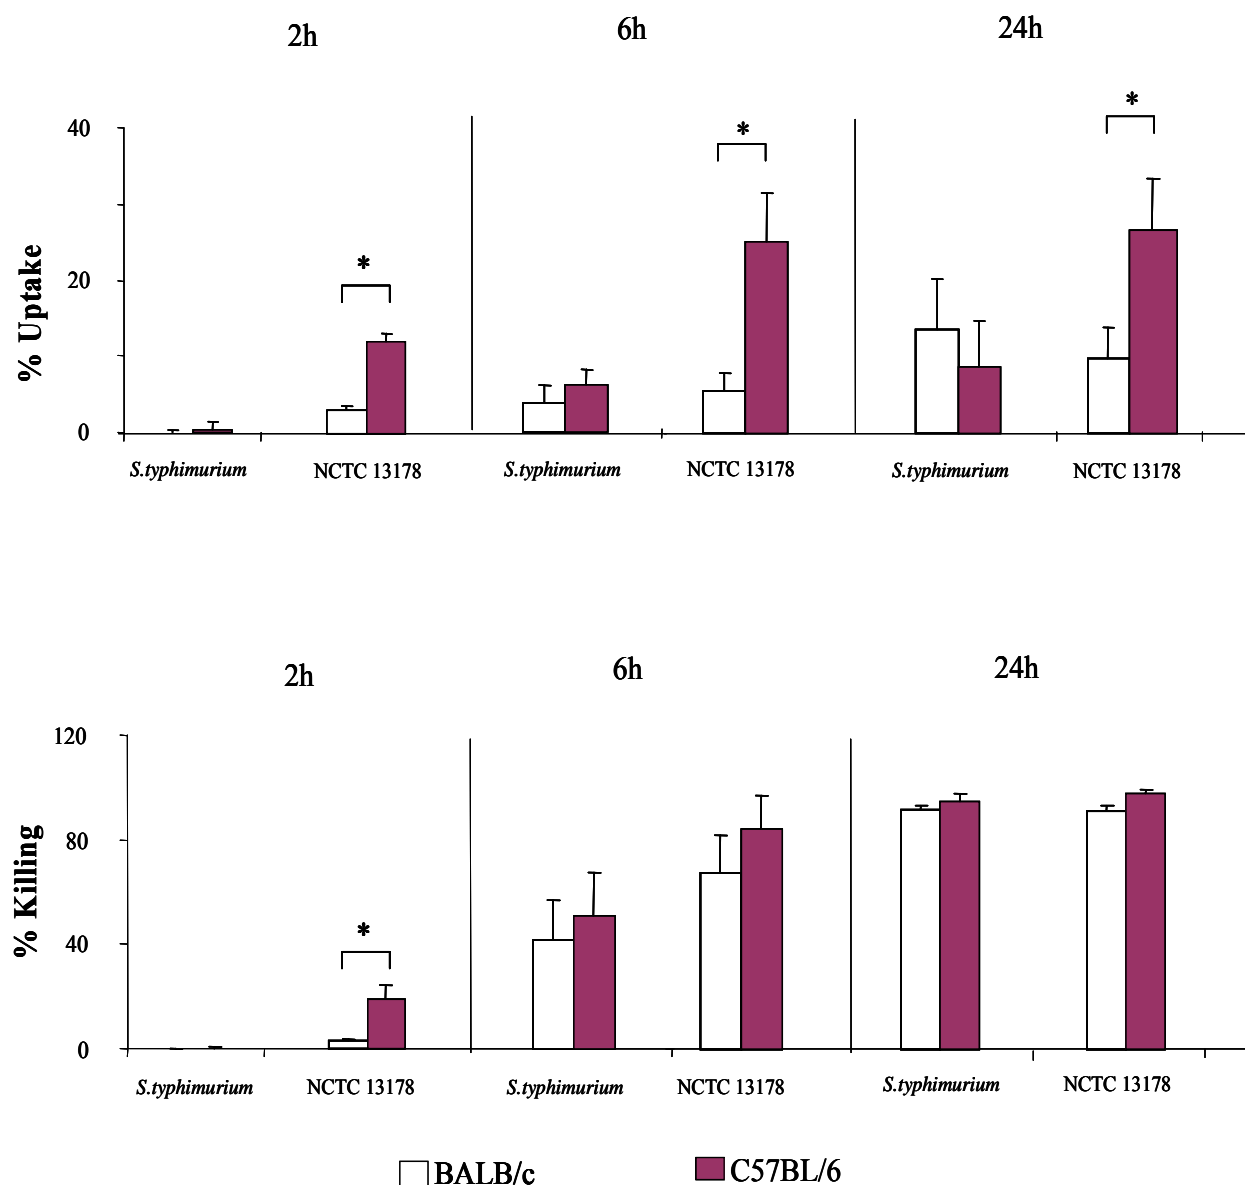 2h 6h 24h
*
*
*
40
20
0
% Uptake
S.typhimurium NCTC 13178 S.typhimurium NCTC 13178 S.typhimurium NCTC 13178
2h 6h 24h
120
80
40
0
*
% Killing
S.typhimurium NCTC 13178 S.typhimurium NCTC 13178 S.typhimurium NCTC 13178
BALB/c C57BL/6